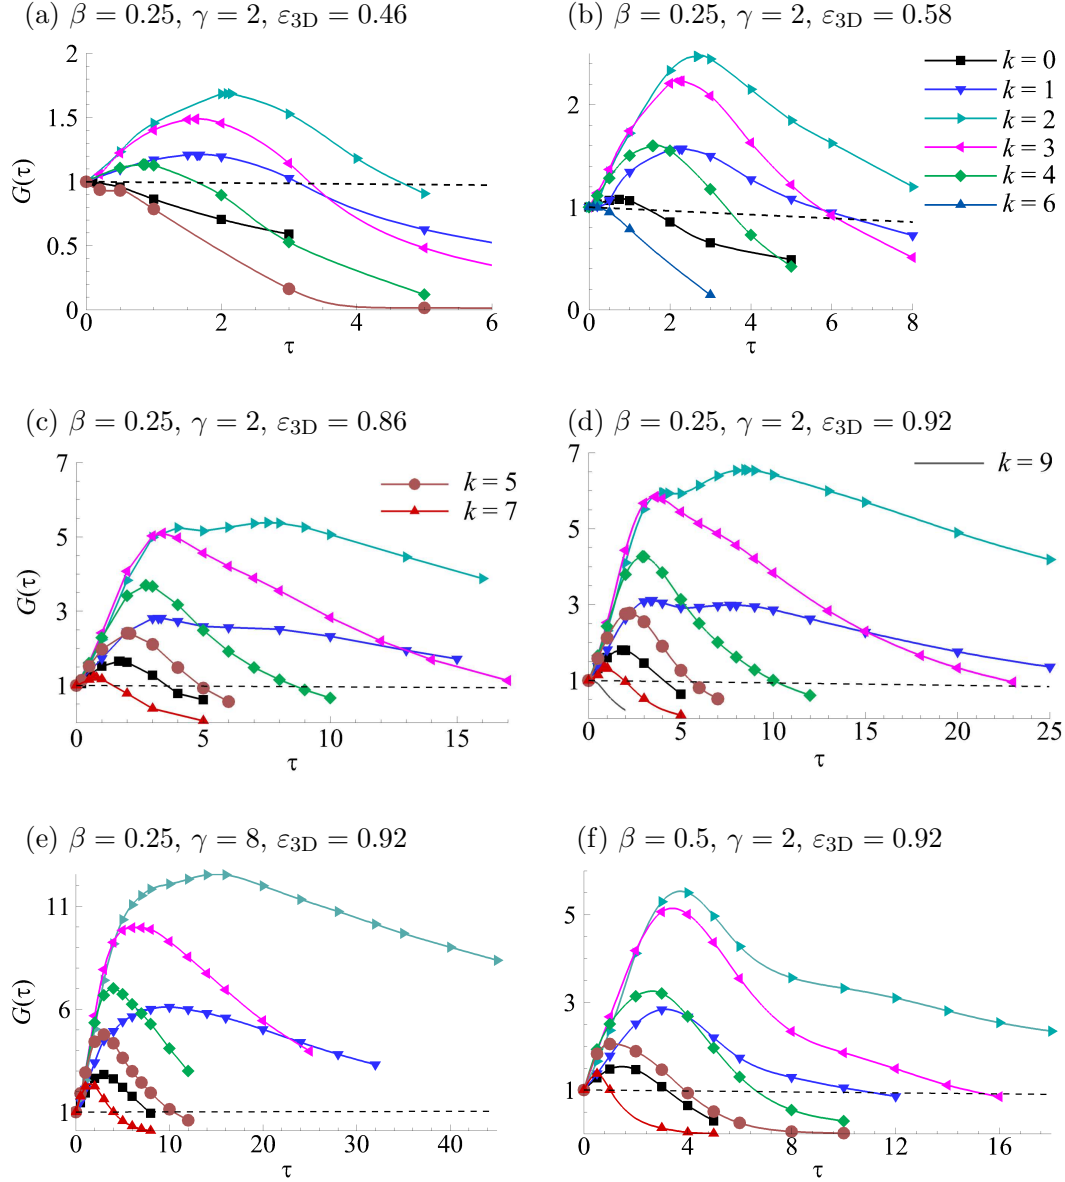 (a) β = 0.25, γ = 2, ε3D = 0.46
2
1.5
1
0.5
0
G(τ)
0 2 4 6
τ
(b) β = 0.25, γ = 2, ε3D = 0.58
2
1
0
0 2 4 6 8
τ
k = 0
k = 1
k = 2
k = 3
k = 4
k = 6
(c) β = 0.25, γ = 2, ε3D = 0.86
7
5
3
1
G(τ)
0 5 10 15
τ
k = 5
k = 7
(d) β = 0.25, γ = 2, ε3D = 0.92
7
5
3
1
0 5 10 15 20 25
τ
k = 9
(e) β = 0.25, γ = 8, ε3D = 0.92
11
6
1
G(τ)
0 10 20 30 40
τ
(f) β = 0.5, γ = 2, ε3D = 0.92
5
3
1
0 4 8 12 16
τ